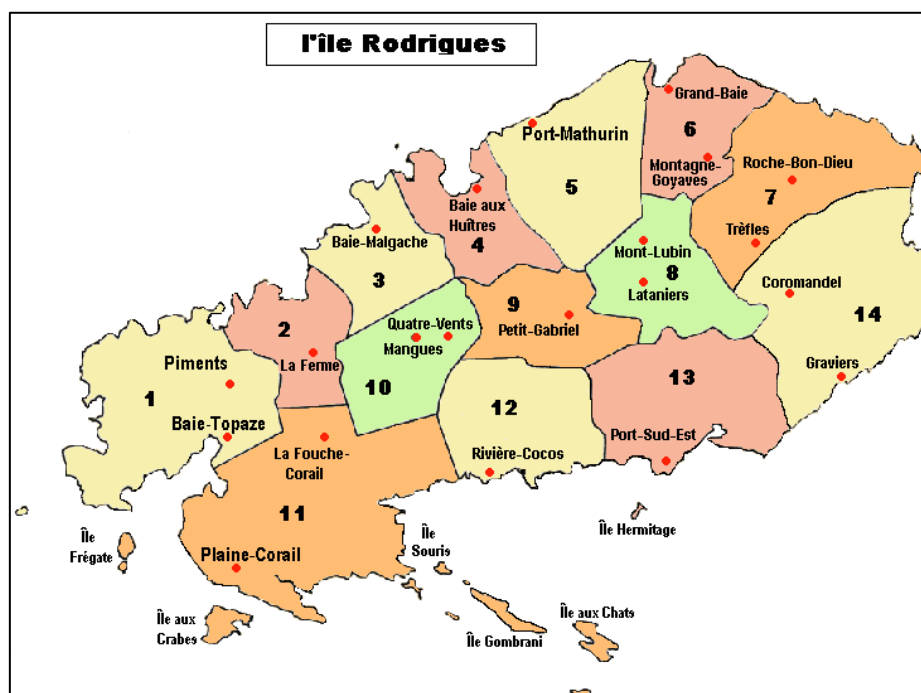 l'île Rodrigues
Grand-Baie
6
Port-Mathurin
Montagne-
Goyaves
Roche-Bon-Dieu
7
5
Baie aux
Huîtres
4
Trèfles
Baie-Malgache
3
Mont-Lubin
8
Lataniers
Coromandel
14
9
Petit-Gabriel
2
La Ferme
Quatre-Vents
Mangues
10
Graviers
Piments
1
13
12
Baie-Topaze
La Fouche-
Corail
Port-Sud-Est
Rivière-Cocos
11
Île
Frégate
Île
Souris
Île Hermitage
Plaine-Corail
Île aux
Crabes
Île Gombrani
Île aux Chats